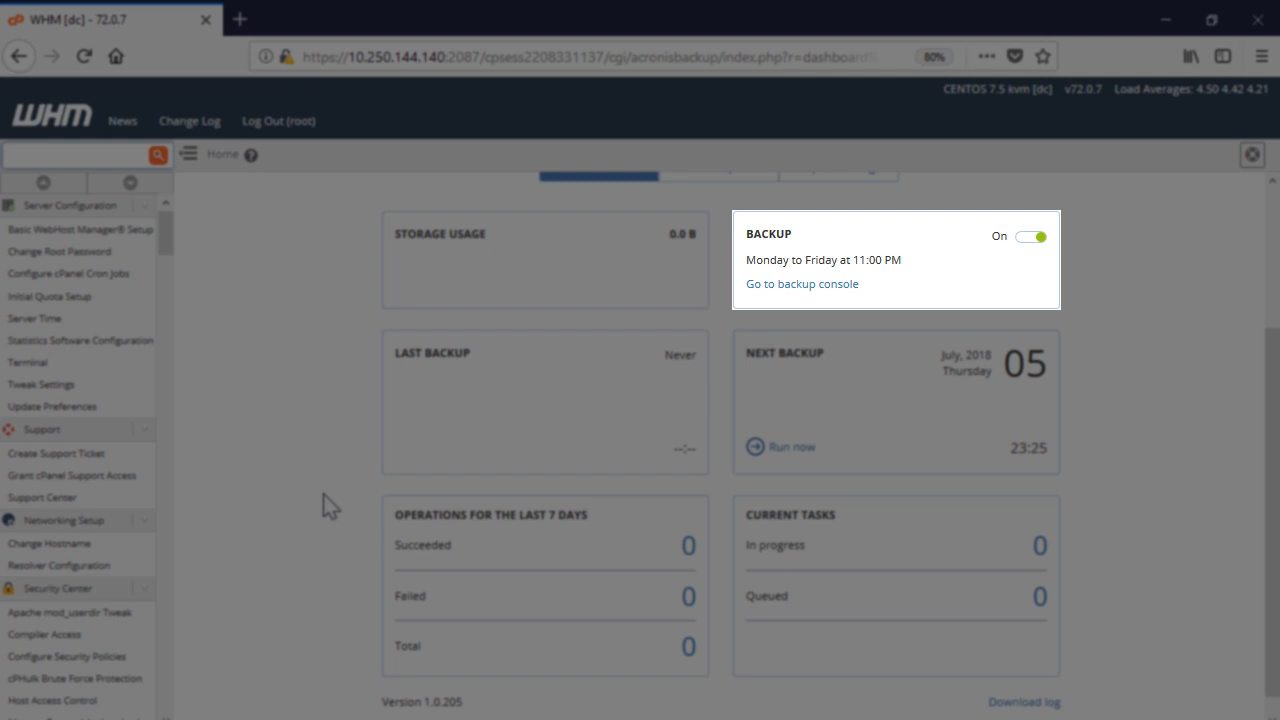 WHM [dc] - 72.0.7
https://10.250.144.140:2087/cpsess2208331137/cgi/acronisbackup/index.php?r=dashboard
80%
CENTOS 7.5 kvm [dc] v72.0.7 Load Averages: 4.50 4.42 4.21
WHM News Change Log Log Out (root)
Home
Server Configuration
Basic WebHost Manager® Setup
Change Root Password
Configure cPanel Cron Jobs
Initial Quota Setup
Server Time
Statistics Software Configuration
Terminal
Tweak Settings
Update Preferences
Support
Create Support Ticket
Grant cPanel Support Access
Support Center
Networking Setup
Change Hostname
Resolver Configuration
Security Center
Apache mod_userdir Tweak
Compiler Access
Configure Security Policies
cPHulk Brute Force Protection
Host Access Control
STORAGE USAGE 0.0 B
BACKUP On
Monday to Friday at 11:00 PM
Go to backup console
LAST BACKUP Never
--:--
NEXT BACKUP July, 2018 05
Thursday
Run now 23:25
OPERATIONS FOR THE LAST 7 DAYS
Succeeded 0
Failed 0
Total 0
CURRENT TASKS
In progress 0
Queued 0
Version 1.0.205 Download log